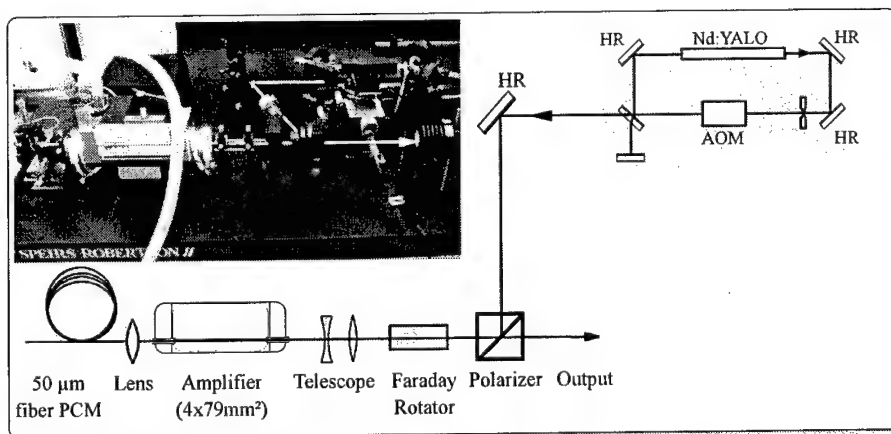 HR
Nd:YALO
HR
HR
AOM
HR
SPEIRS ROBERTSON
50 µm
fiber PCM
Lens
Amplifier
(4x79mm²)
Telescope
Faraday
Rotator
Polarizer
Output